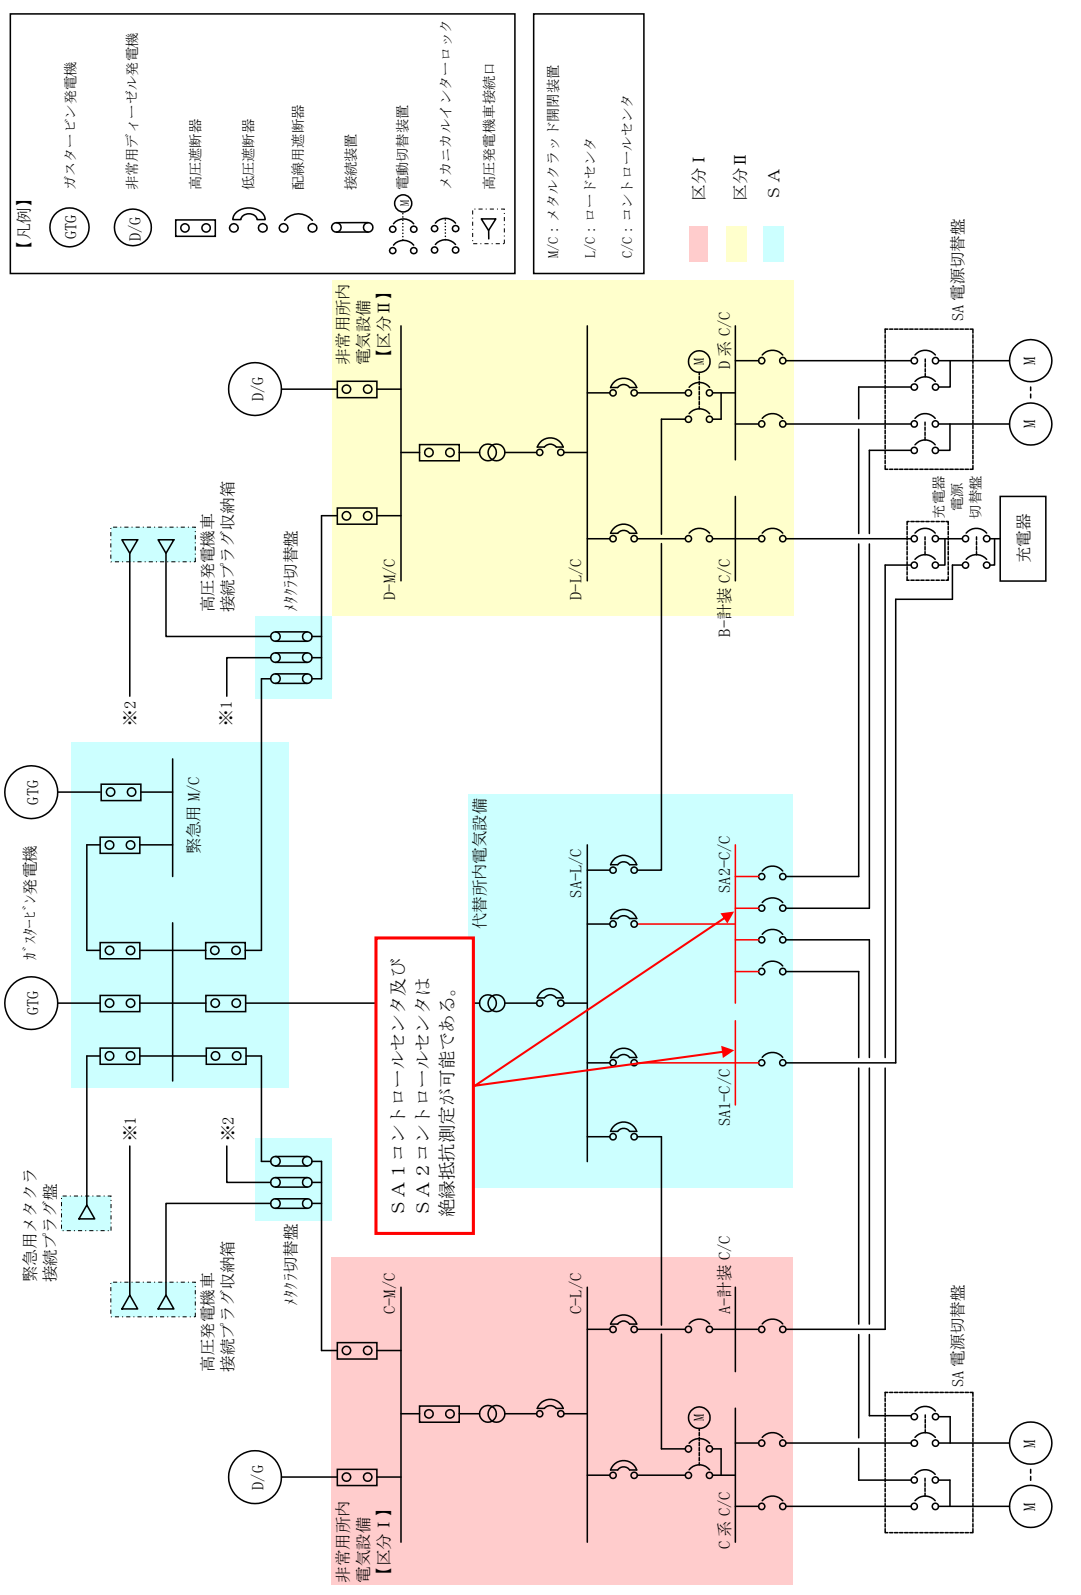 【凡例】
GTG
ガスタービン発電機
D/G
非常用ディーゼル発電機
高圧遮断器
低圧遮断器
配線用遮断器
接続装置
M
電動切替装置
メカニカルインターロック
高圧発電機車接続口
M/C：メタルクラッド開閉装置
L/C：ロードセンタ
C/C：コントロールセンタ
区分Ⅰ
区分Ⅱ
ＳＡ
非常用所内
電気設備
【区分Ⅱ】
D/G
D-M/C
D-L/C
M
D系 C/C
B-計装 C/C
SA 電源切替盤
M
M
充電器
電源
切替盤
充電器
高圧発電機車
接続プラグ収納箱
ﾒﾀｸﾗ切替盤
※2
※1
GTG
緊急用 M/C
ｶﾞｽﾀｰﾋﾞﾝ発電機
GTG
代替所内電気設備
SA-L/C
SA2-C/C
SA1-C/C
ＳＡ１コントロールセンタ及び
ＳＡ２コントロールセンタは
絶縁抵抗測定が可能である。
※1
※2
緊急用メタクラ
接続プラグ盤
高圧発電機車
接続プラグ収納箱
ﾒﾀｸﾗ切替盤
非常用所内
電気設備
【区分Ⅰ】
D/G
C-M/C
C-L/C
A-計装 C/C
M
C系 C/C
SA 電源切替盤
M
M